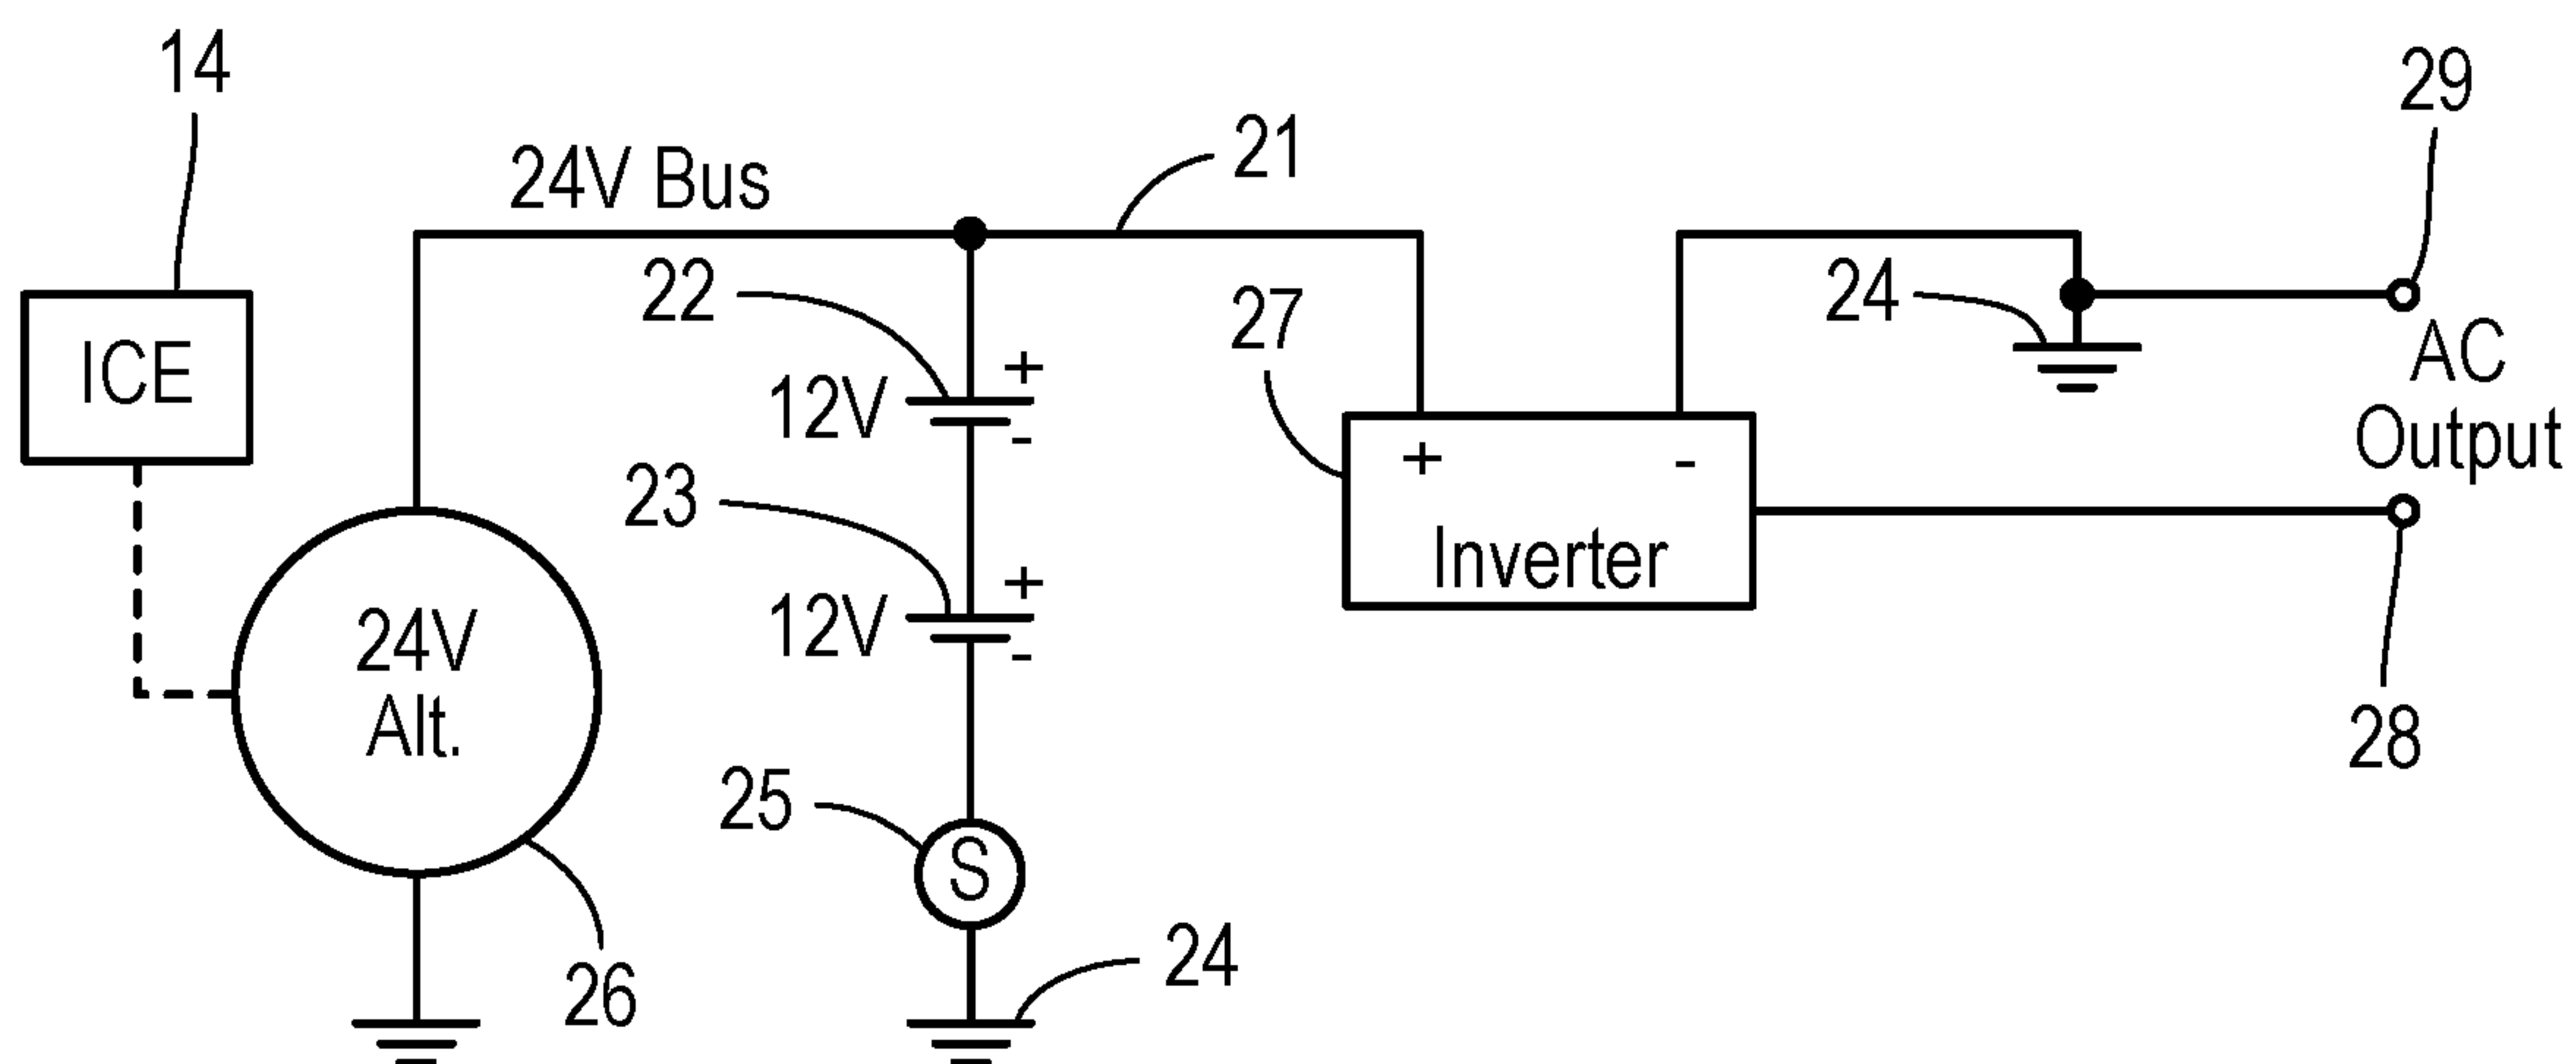 14
29
21
24V Bus
22
24
27
ICE
+
12V
-
AC
Output
+
-
23
Inverter
+
12V
-
24V
Alt.
28
25
S
24
26